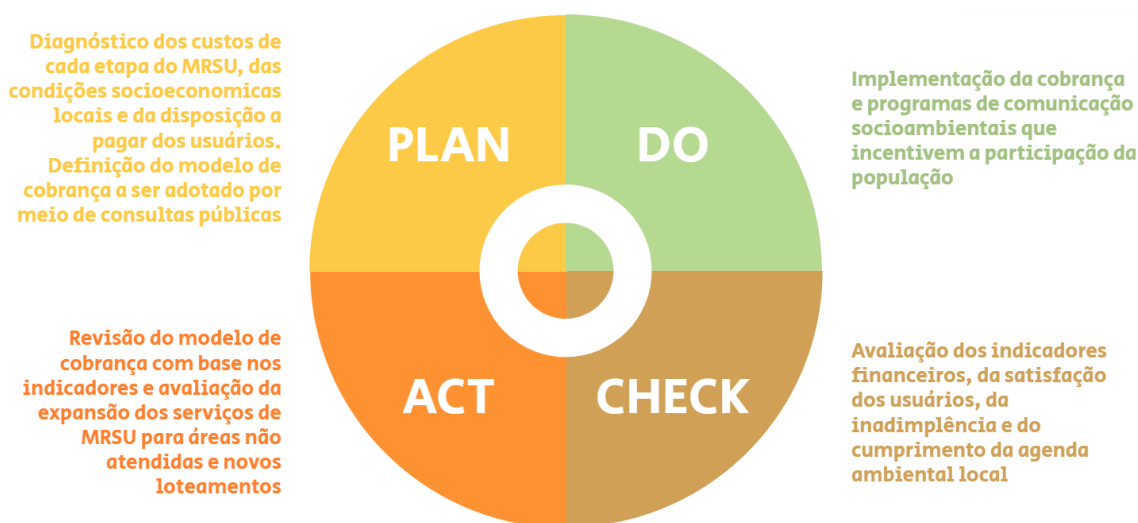 Diagnóstico dos custos de
cada etapa do MRSU, das
condições socioeconomicas
locais e da disposição a
pagar dos usuários.
Definição do modelo de
cobrança a ser adotado por
meio de consultas públicas
PLAN
DO
Implementação da cobrança
e programas de comunicação
socioambientais que
incentivem a participação da
população
Revisão do modelo de
cobrança com base nos
indicadores e avaliação da
expansão dos serviços de
MRSU para áreas não
atendidas e novos
loteamentos
ACT
CHECK
Avaliação dos indicadores
financeiros, da satisfação
dos usuários, da
inadimplência e do
cumprimento da agenda
ambiental local